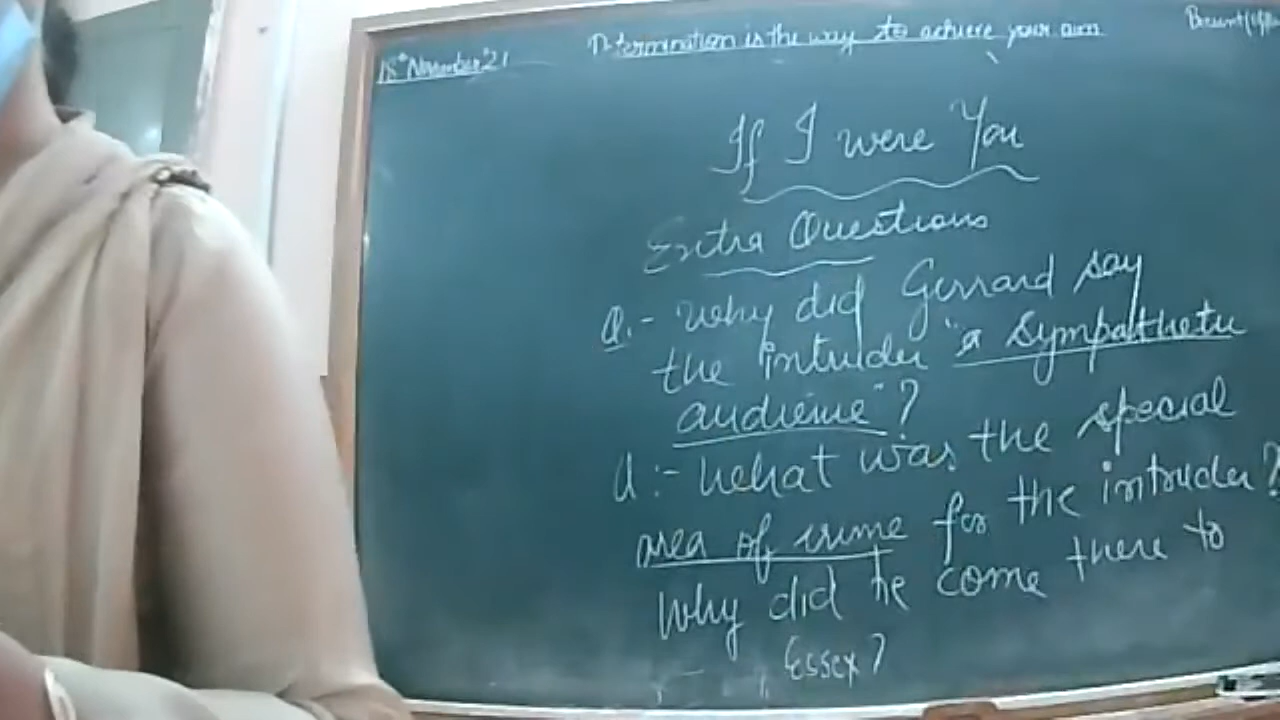 Determination is the way to achieve your aim
15th November'21
If I were You
Extra Questions
Q:- Why did Gerrard say
the intruder "a sympathetic
audience"?
Q:- What was the special
area of crime for the intruder?
Why did he come there to
Essex?